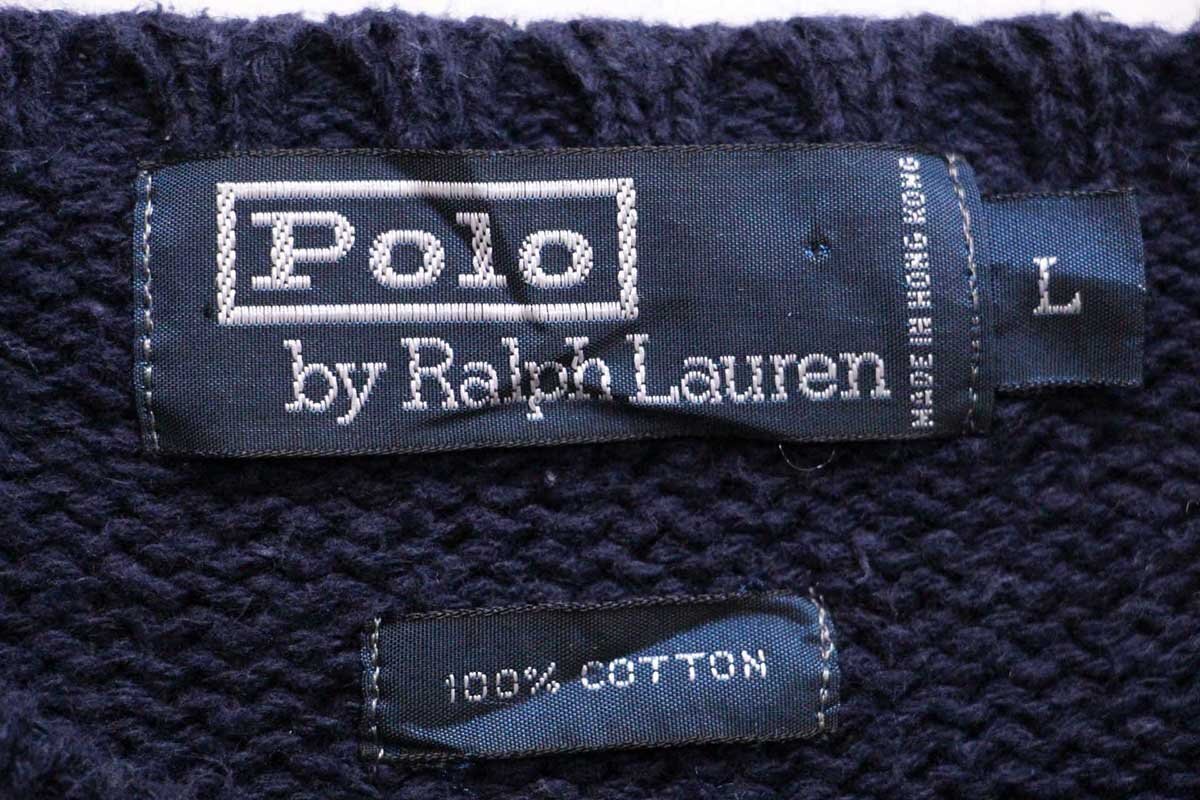 Polo
by Ralph Lauren
MADE IN HONG KONG
L
100% COTTON